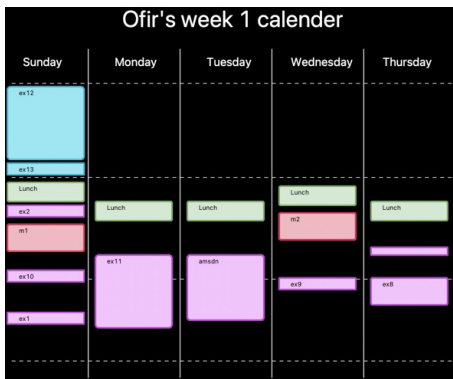 Ofir's week 1 calender
Sunday
Monday
Tuesday
Wednesday
Thursday
ex12
ex13
Lunch
ex2
m1
ex10
ex1
Lunch
ex11
Lunch
amsdn
Lunch
m2
ex9
Lunch
ex8